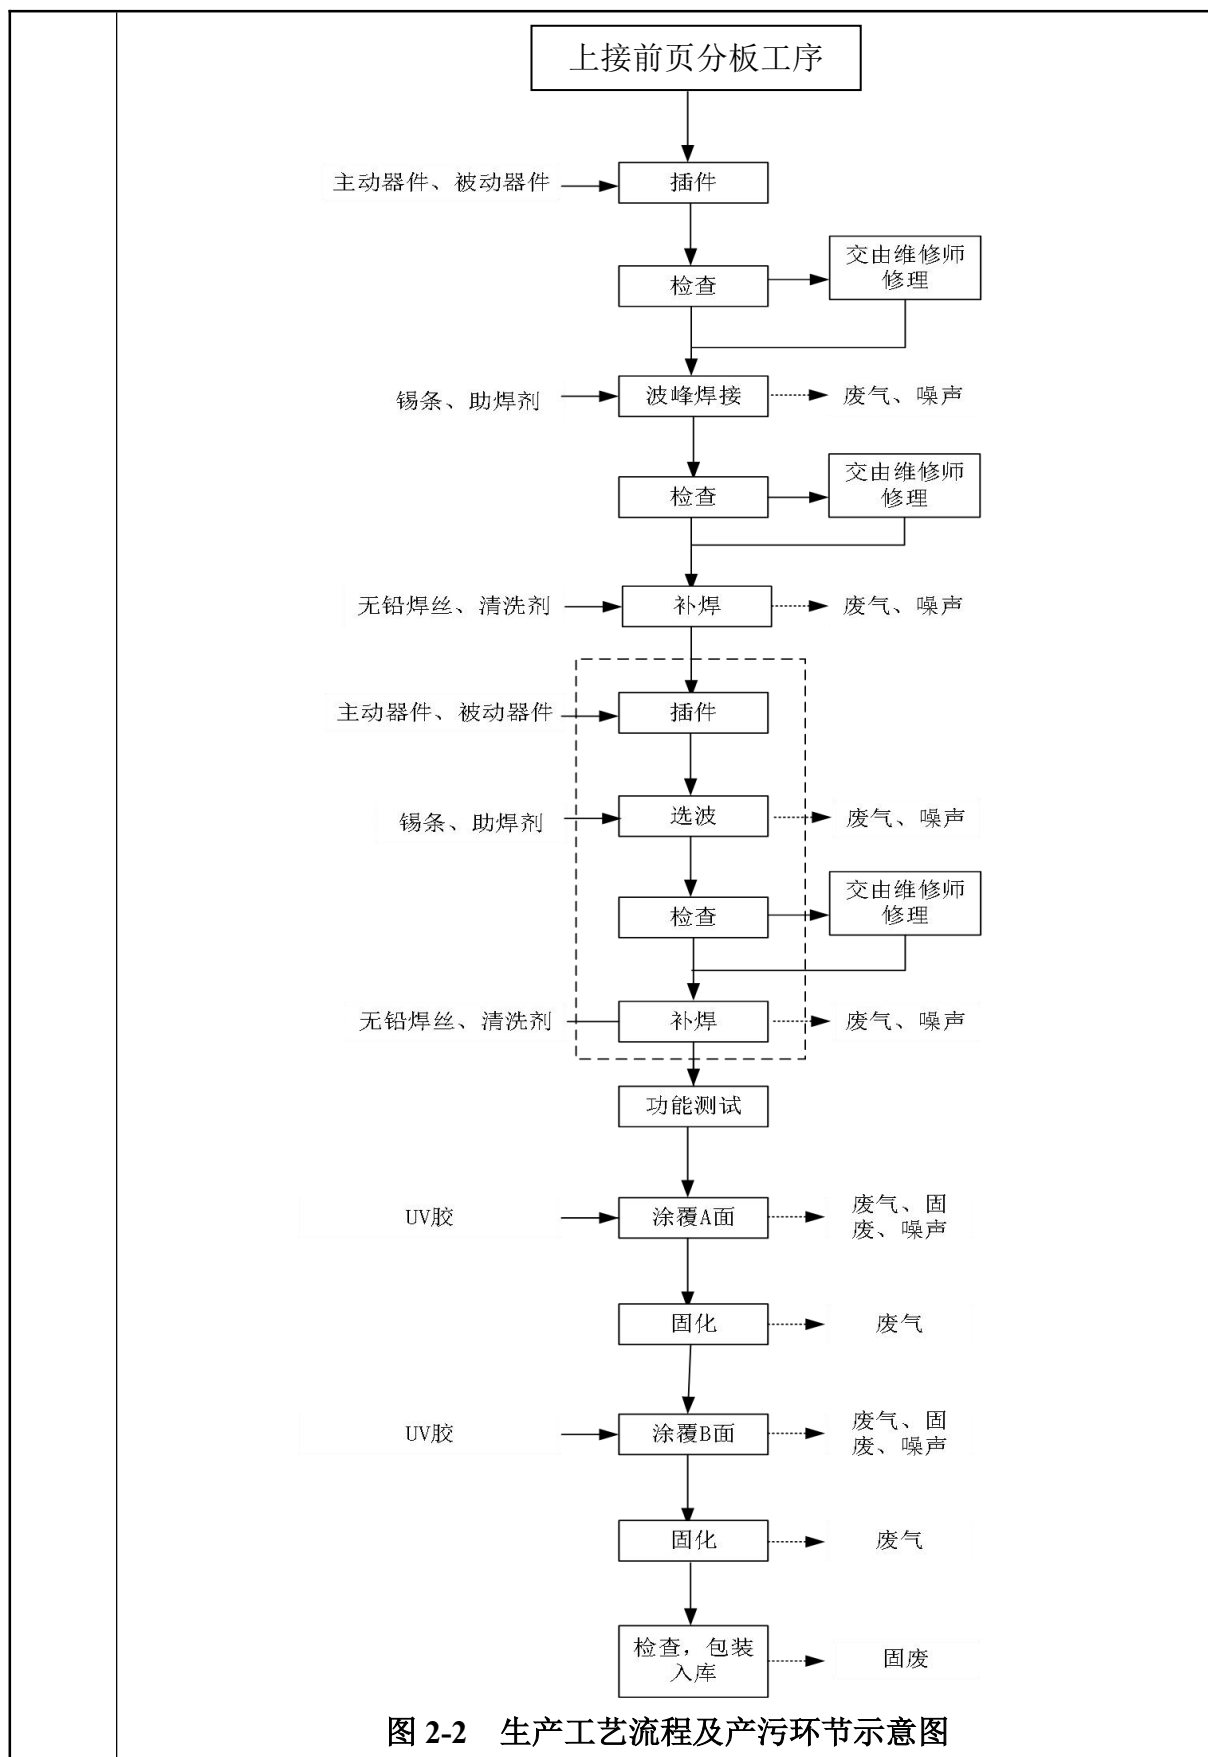 上接前页分板工序
主动器件、被动器件
插件
检查
交由维修师
修理
锡条、助焊剂
波峰焊接
废气、噪声
检查
交由维修师
修理
无铅焊丝、清洗剂
补焊
废气、噪声
主动器件、被动器件
插件
锡条、助焊剂
选波
废气、噪声
检查
交由维修师
修理
无铅焊丝、清洗剂
补焊
废气、噪声
功能测试
UV胶
涂覆A面
废气、固
废、噪声
固化
废气
UV胶
涂覆B面
废气、固
废、噪声
固化
废气
检查，包装
入库
固废
图 2-2 生产工艺流程及产污环节示意图